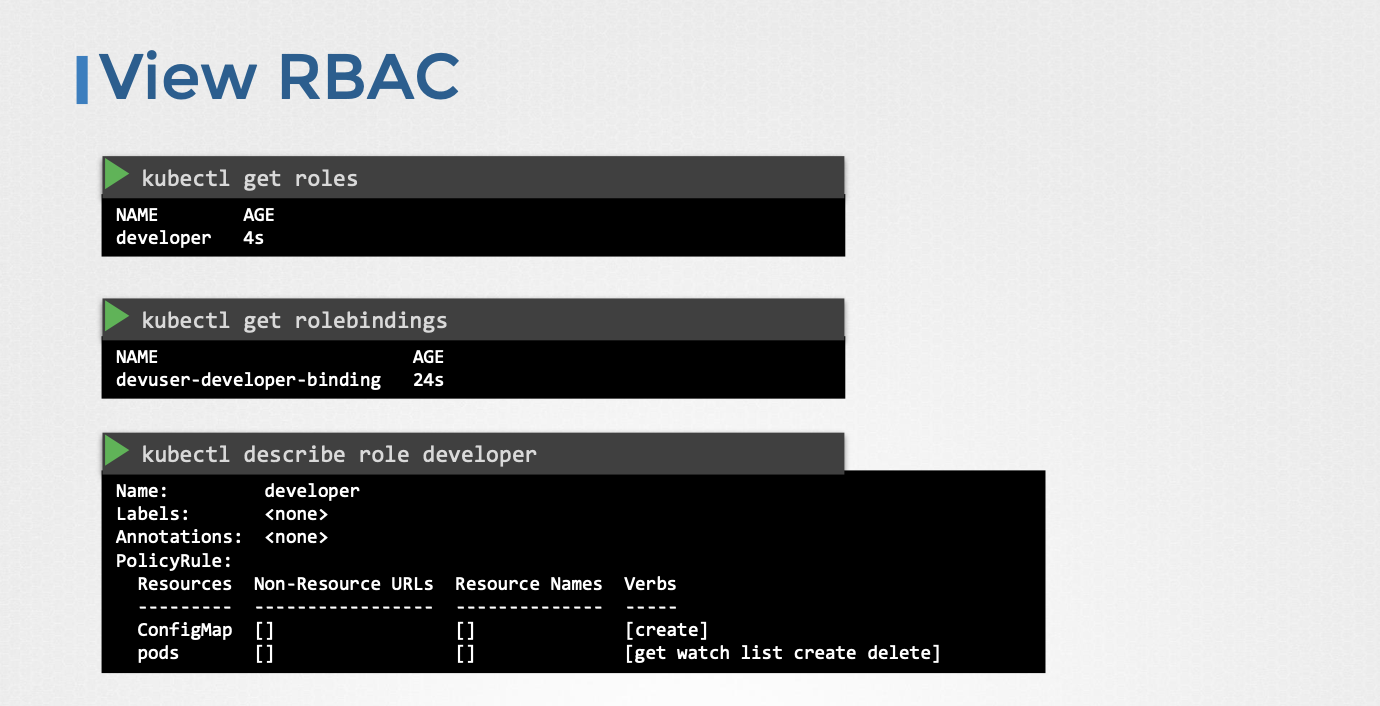 View RBAC
kubectl get roles
NAME        AGE
developer   4s
kubectl get rolebindings
NAME                        AGE
devuser-developer-binding   24s
kubectl describe role developer
Name:         developer
Labels:       <none>
Annotations:  <none>
PolicyRule:
  Resources  Non-Resource URLs  Resource Names  Verbs
  ---------  -----------------  --------------  -----
  ConfigMap  []                 []              [create]
  pods       []                 []              [get watch list create delete]